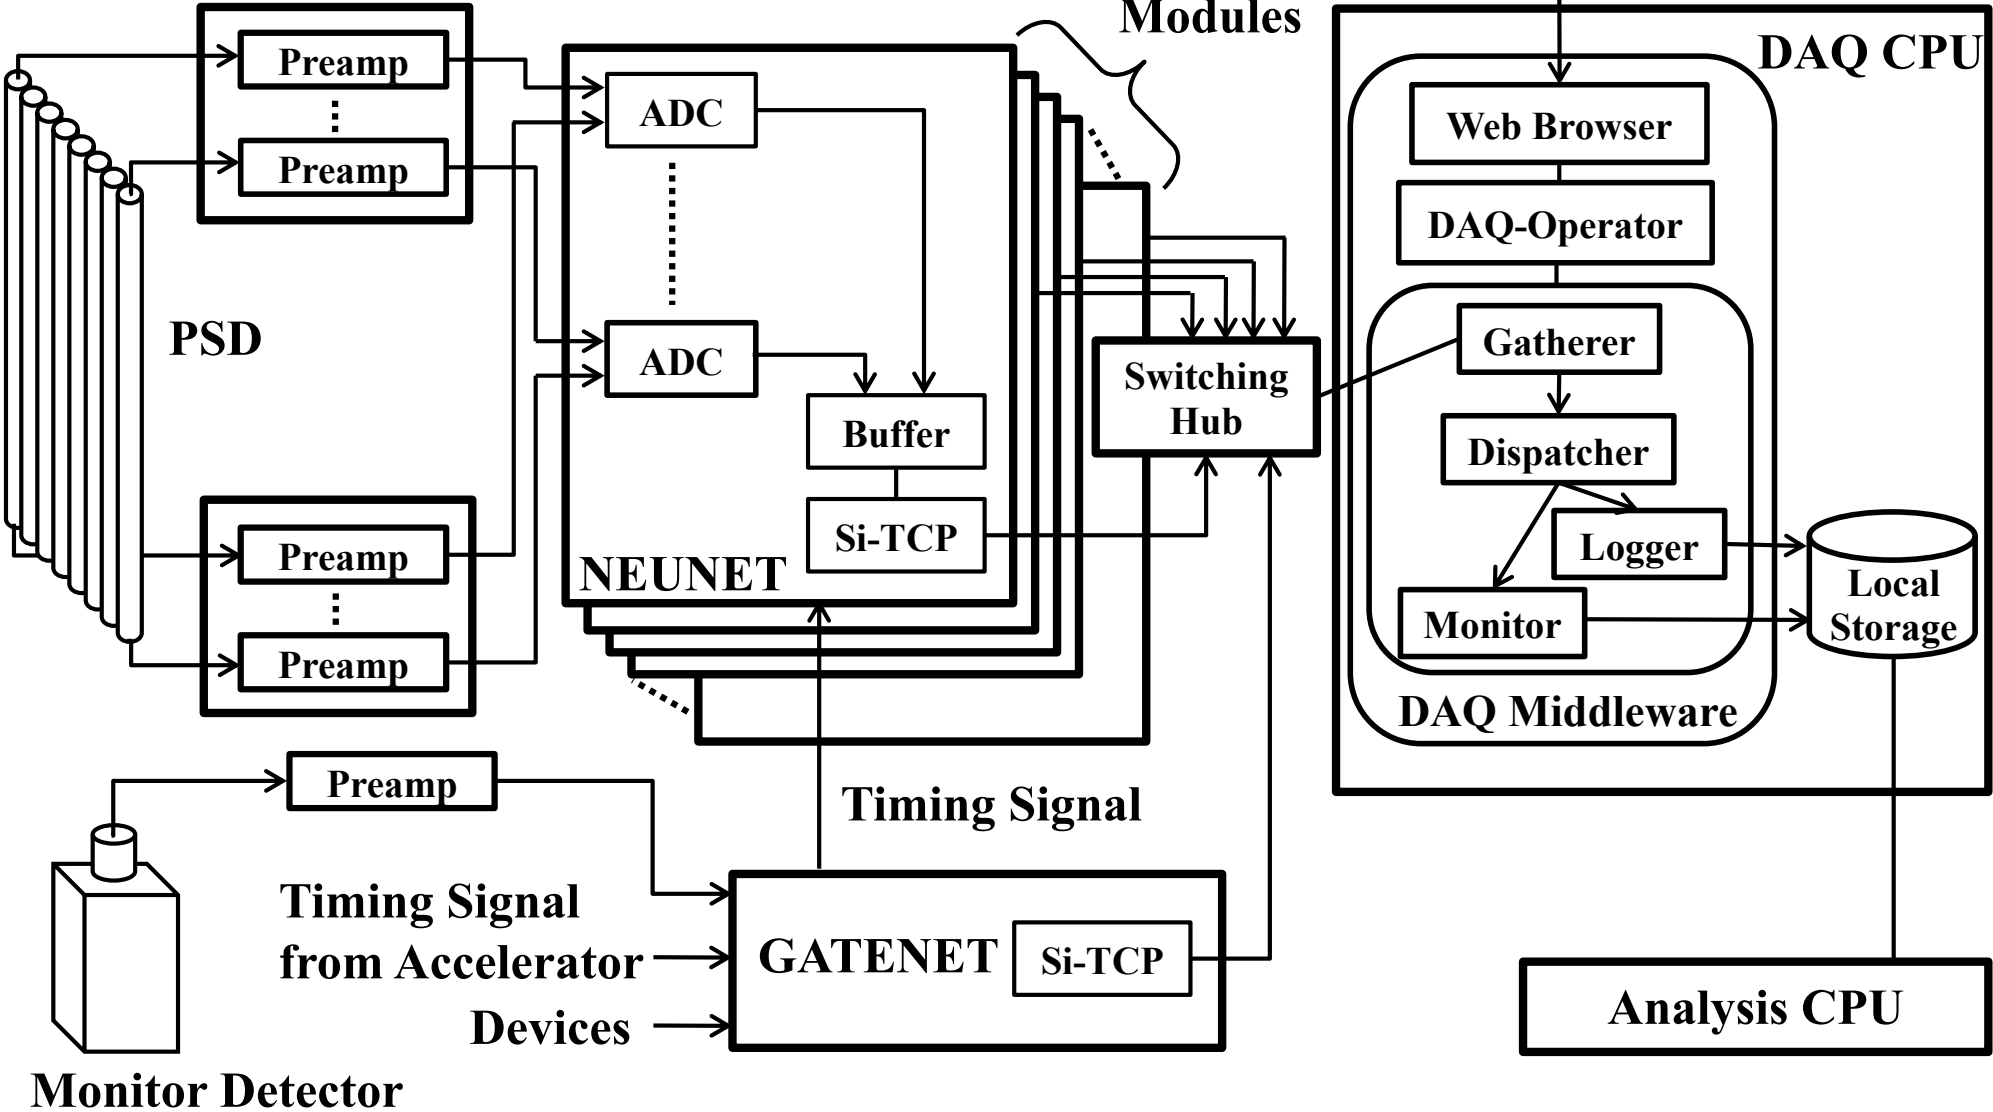 Modules
DAQ CPU
Preamp
Preamp
ADC
Web Browser
DAQ-Operator
PSD
ADC
Switching
Hub
Gatherer
Buffer
Dispatcher
Si-TCP
Logger
NEUNET
Preamp
Preamp
Monitor
Local
Storage
DAQ Middleware
Preamp
Timing Signal
Timing Signal
from Accelerator
Devices
GATENET
Si-TCP
Analysis CPU
Monitor Detector